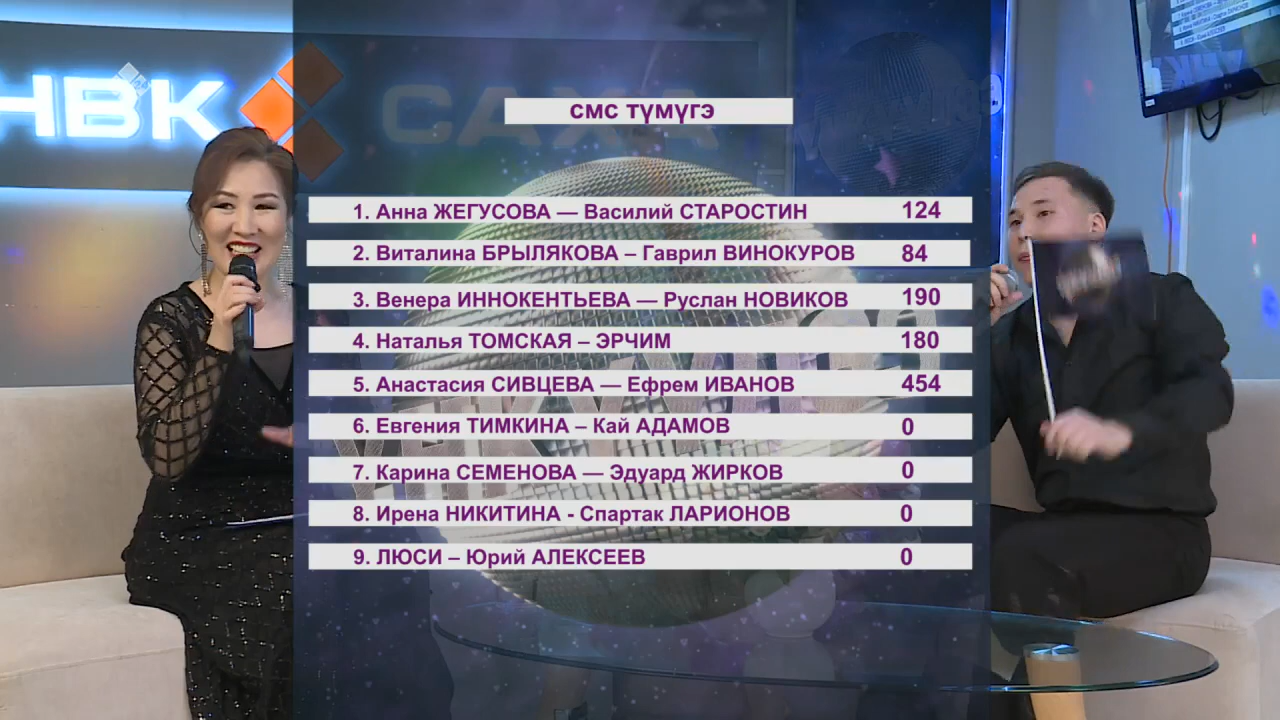 НВК САХА
смс түмүгэ
1. Анна ЖЕГУСОВА — Василий СТАРОСТИН 124
2. Виталина БРЫЛЯКОВА – Гаврил ВИНОКУРОВ 84
3. Венера ИННОКЕНТЬЕВА — Руслан НОВИКОВ 190
4. Наталья ТОМСКАЯ – ЭРЧИМ 180
5. Анастасия СИВЦЕВА — Ефрем ИВАНОВ 454
6. Евгения ТИМКИНА – Кай АДАМОВ 0
7. Карина СЕМЕНОВА — Эдуард ЖИРКОВ 0
8. Ирена НИКИТИНА - Спартак ЛАРИОНОВ 0
9. ЛЮСИ – Юрий АЛЕКСЕЕВ 0